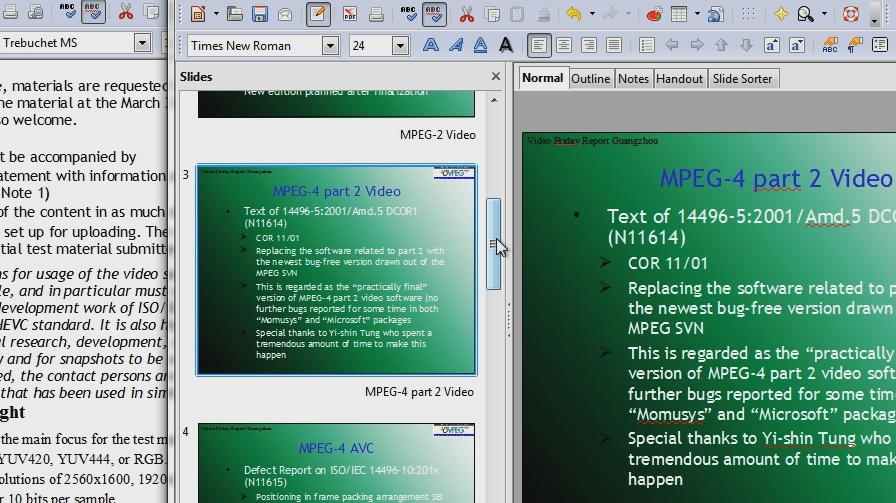 Trebuchet MS
Times New Roman
24
Slides
Normal
Outline
Notes
Handout
Slide Sorter
e, materials are requested
ne material at the March 2
so welcome.
t be accompanied by
atement with information
Note 1)
of the content in as much
set up for uploading. The
tial test material submitt
ns for usage of the video s
le, and in particular must
evelopment work of ISO/
HEVC standard. It is also h
l research, development,
y and for snapshots to be
ed, the contact persons ar
that has been used in sim
ght
the main focus for the test m
YUV420, YUV444, or RGB.
olutions of 2560x1600, 1920
r 10 bits per sample
New edition planned after finalization
MPEG-2 Video
3
Video Friday Report Guangzhou
MPEG
MPEG-4 part 2 Video
• Text of 14496-5:2001/Amd.5 DCOR1
(N11614)
COR 11/01
Replacing the software related to part 2 with
the newest bug-free version drawn out of the
MPEG SVN
This is regarded as the “practically final”
version of MPEG-4 part 2 video software (no
further bugs reported for some time in both
“Momusys” and “Microsoft” packages
Special thanks to Yi-shin Tung who spent a
tremendous amount of time to make this
happen
MPEG-4 part 2 Video
4
Video Friday Report Guangzhou
MPEG
MPEG-4 AVC
• Defect Report on ISO/IEC 14496-10:201x
(N11615)
Positioning in frame packing arrangement SEI
Video Friday Report Guangzhou
MPEG-4 part 2 Video
• Text of 14496-5:2001/Amd.5 DCO
(N11614)
COR 11/01
Replacing the software related to p
the newest bug-free version drawn
MPEG SVN
This is regarded as the “practically
version of MPEG-4 part 2 video soft
further bugs reported for some tim
“Momusys” and “Microsoft” packag
Special thanks to Yi-shin Tung who
tremendous amount of time to mak
happen